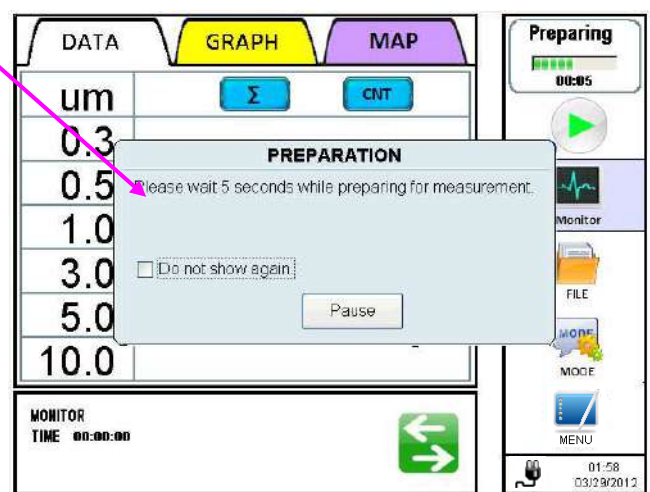 DATA
GRAPH
MAP
um
Σ
CNT
0.3
0.5
1.0
3.0
5.0
10.0
PREPARATION
Please wait 5 seconds while preparing for measurement.
Do not show again
Pause
MONITOR
TIME 00:00:00
Preparing
00:05
Monitor
FILE
MODE
MODE
MENU
01:58
03/29/2012